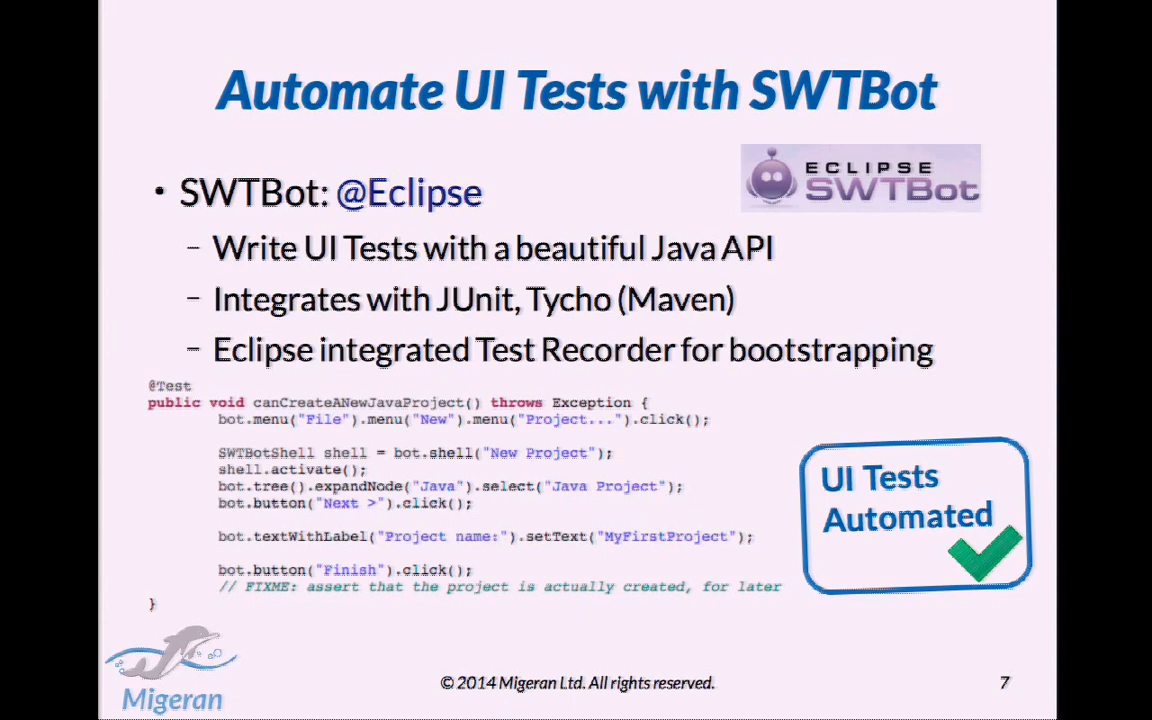 Automate UI Tests with SWTBot
ECLIPSE
SWTBot
• SWTBot: @Eclipse
– Write UI Tests with a beautiful Java API
– Integrates with JUnit, Tycho (Maven)
– Eclipse integrated Test Recorder for bootstrapping
@Test
public void canCreateANewJavaProject() throws Exception {
bot.menu("File").menu("New").menu("Project...").click();
SWTBotShell shell = bot.shell("New Project");
shell.activate();
bot.tree().expandNode("Java").select("Java Project");
bot.button("Next >").click();
bot.textWithLabel("Project name:").setText("MyFirstProject");
bot.button("Finish").click();
// FIXME: assert that the project is actually created, for later
}
UI Tests
Automated
Migeran
© 2014 Migeran Ltd. All rights reserved.
7